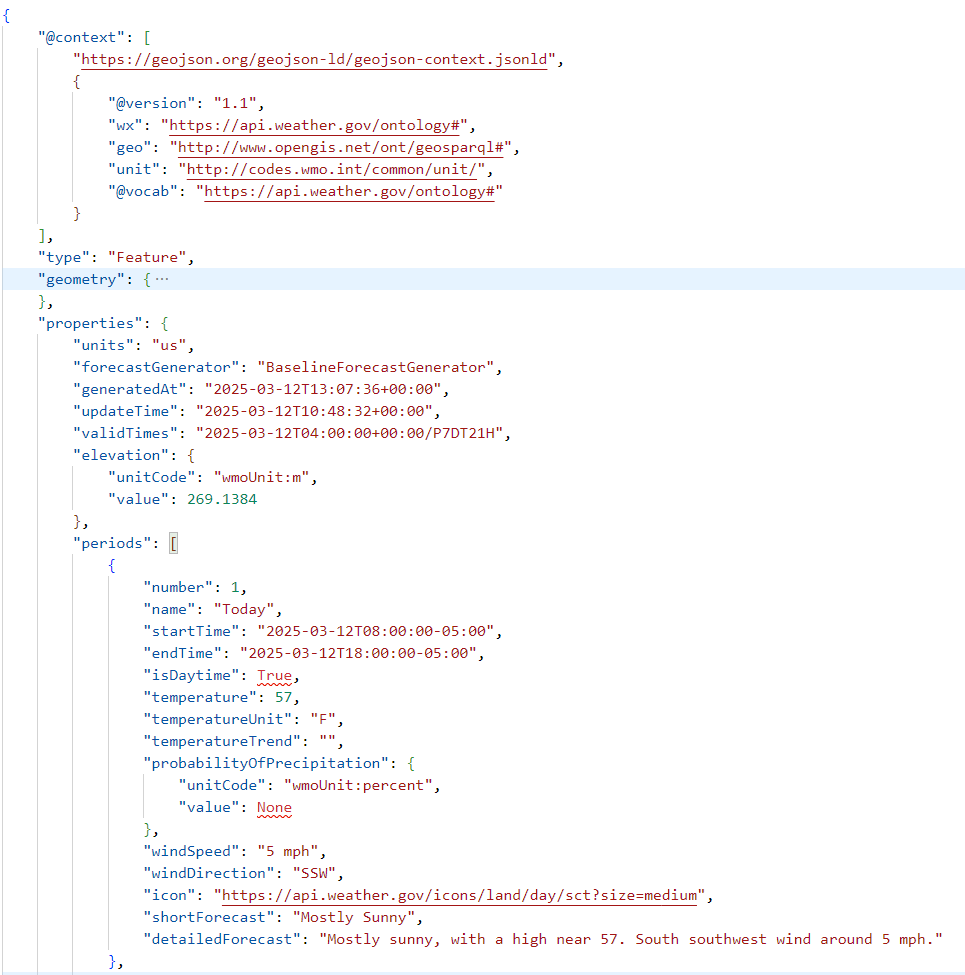 {
"@context": [
"https://geojson.org/geojson-ld/geojson-context.jsonld",
{
"@version": "1.1",
"wx": "https://api.weather.gov/ontology#",
"geo": "http://www.opengis.net/ont/geosparql#",
"unit": "http://codes.wmo.int/common/unit/",
"@vocab": "https://api.weather.gov/ontology#"
}
],
"type": "Feature",
"geometry": { ···
},
"properties": {
"units": "us",
"forecastGenerator": "BaselineForecastGenerator",
"generatedAt": "2025-03-12T13:07:36+00:00",
"updateTime": "2025-03-12T10:48:32+00:00",
"validTimes": "2025-03-12T04:00:00+00:00/P7DT21H",
"elevation": {
"unitCode": "wmoUnit:m",
"value": 269.1384
},
"periods": [
{
"number": 1,
"name": "Today",
"startTime": "2025-03-12T08:00:00-05:00",
"endTime": "2025-03-12T18:00:00-05:00",
"isDaytime": True,
"temperature": 57,
"temperatureUnit": "F",
"temperatureTrend": "",
"probabilityOfPrecipitation": {
"unitCode": "wmoUnit:percent",
"value": None
},
"windSpeed": "5 mph",
"windDirection": "SSW",
"icon": "https://api.weather.gov/icons/land/day/sct?size=medium",
"shortForecast": "Mostly Sunny",
"detailedForecast": "Mostly sunny, with a high near 57. South southwest wind around 5 mph."
},